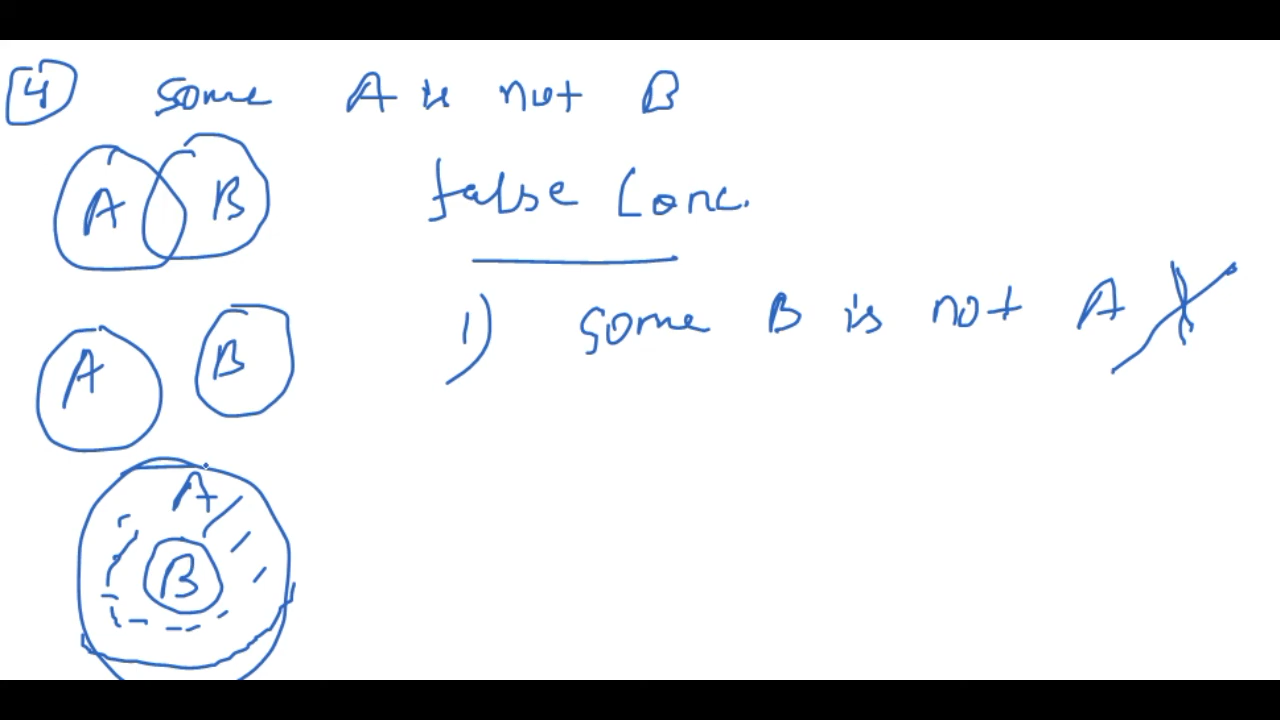 4 Some A is not B
A B
false Conc.
1) Some B is not A X
A B
A
B